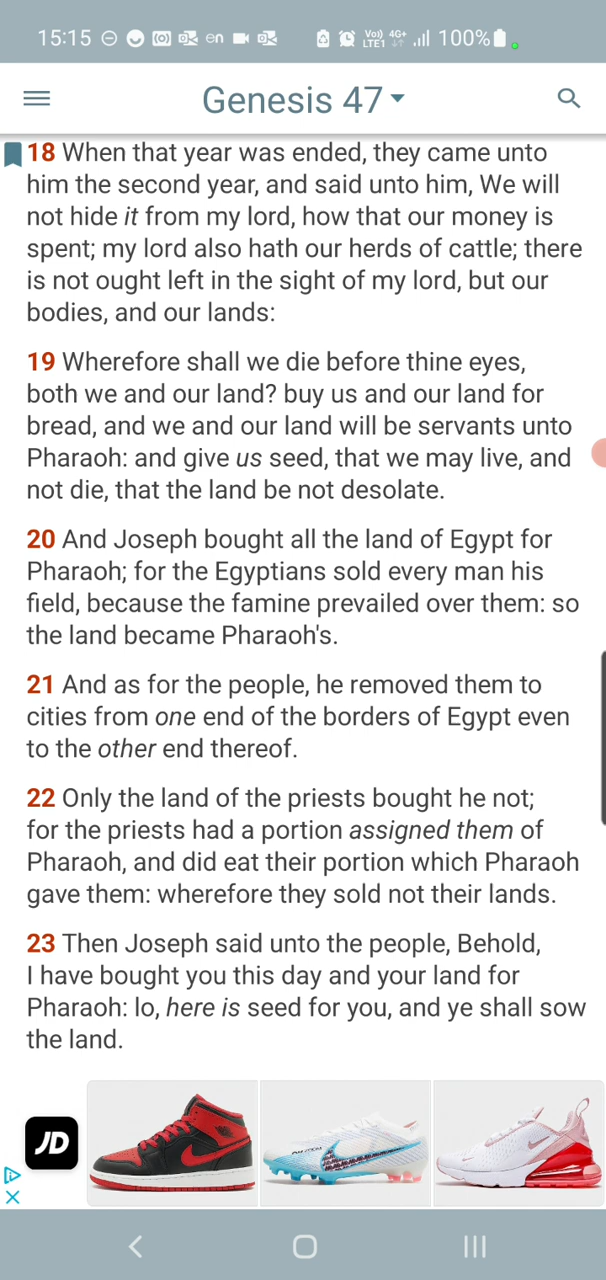 15:15 en Vo) LTE1 4G+ 100%
Genesis 47
18 When that year was ended, they came unto
him the second year, and said unto him, We will
not hide it from my lord, how that our money is
spent; my lord also hath our herds of cattle; there
is not ought left in the sight of my lord, but our
bodies, and our lands:
19 Wherefore shall we die before thine eyes,
both we and our land? buy us and our land for
bread, and we and our land will be servants unto
Pharaoh: and give us seed, that we may live, and
not die, that the land be not desolate.
20 And Joseph bought all the land of Egypt for
Pharaoh; for the Egyptians sold every man his
field, because the famine prevailed over them: so
the land became Pharaoh's.
21 And as for the people, he removed them to
cities from one end of the borders of Egypt even
to the other end thereof.
22 Only the land of the priests bought he not;
for the priests had a portion assigned them of
Pharaoh, and did eat their portion which Pharaoh
gave them: wherefore they sold not their lands.
23 Then Joseph said unto the people, Behold,
I have bought you this day and your land for
Pharaoh: lo, here is seed for you, and ye shall sow
the land.
JD